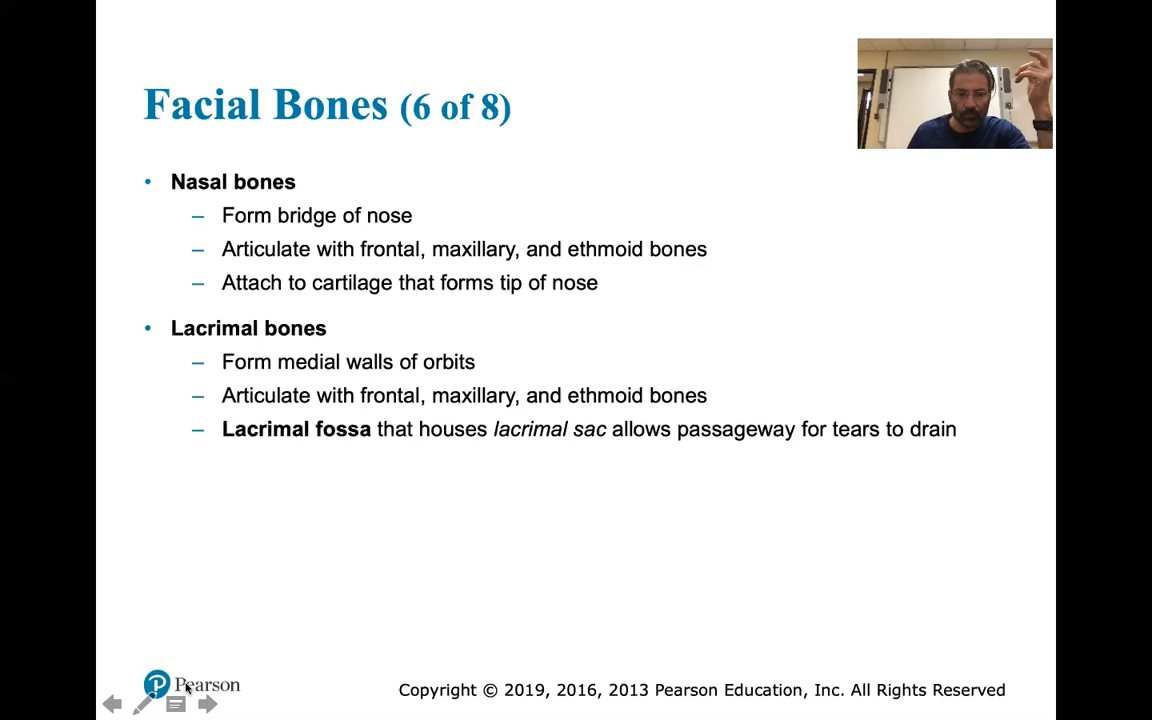 Facial Bones (6 of 8)
• Nasal bones
– Form bridge of nose
– Articulate with frontal, maxillary, and ethmoid bones
– Attach to cartilage that forms tip of nose
• Lacrimal bones
– Form medial walls of orbits
– Articulate with frontal, maxillary, and ethmoid bones
– Lacrimal fossa that houses lacrimal sac allows passageway for tears to drain
P Pearson
Copyright © 2019, 2016, 2013 Pearson Education, Inc. All Rights Reserved